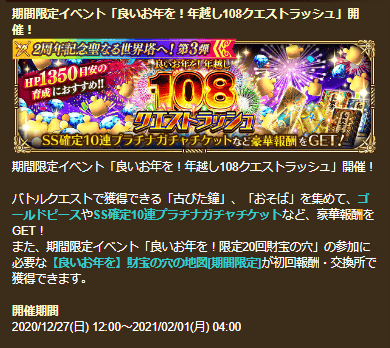 期間限定イベント「良いお年を！年越し108クエストラッシュ」開
催！
2周年記念聖なる世界塔へ！第3弾
HP1350目安の
育成におすすめ!!
良いお年を！年越し
108
クエストラッシュ
SS確定10連プラチナガチャチケットなど豪華報酬をGET！
期間限定イベント「良いお年を！年越し108クエストラッシュ」開催！
バトルクエストで獲得できる「古びた鐘」、「おそば」を集めて、ゴ
ールドピースやSS確定10連プラチナガチャチケットなど、豪華報酬を
GET！
また、期間限定イベント「良いお年を！限定20回財宝の穴」の参加に
必要な【良いお年を】財宝の穴の地図[期間限定]が初回報酬・交換所で
獲得できます。
開催期間
2020/12/27(日) 12:00～2021/02/01(月) 04:00